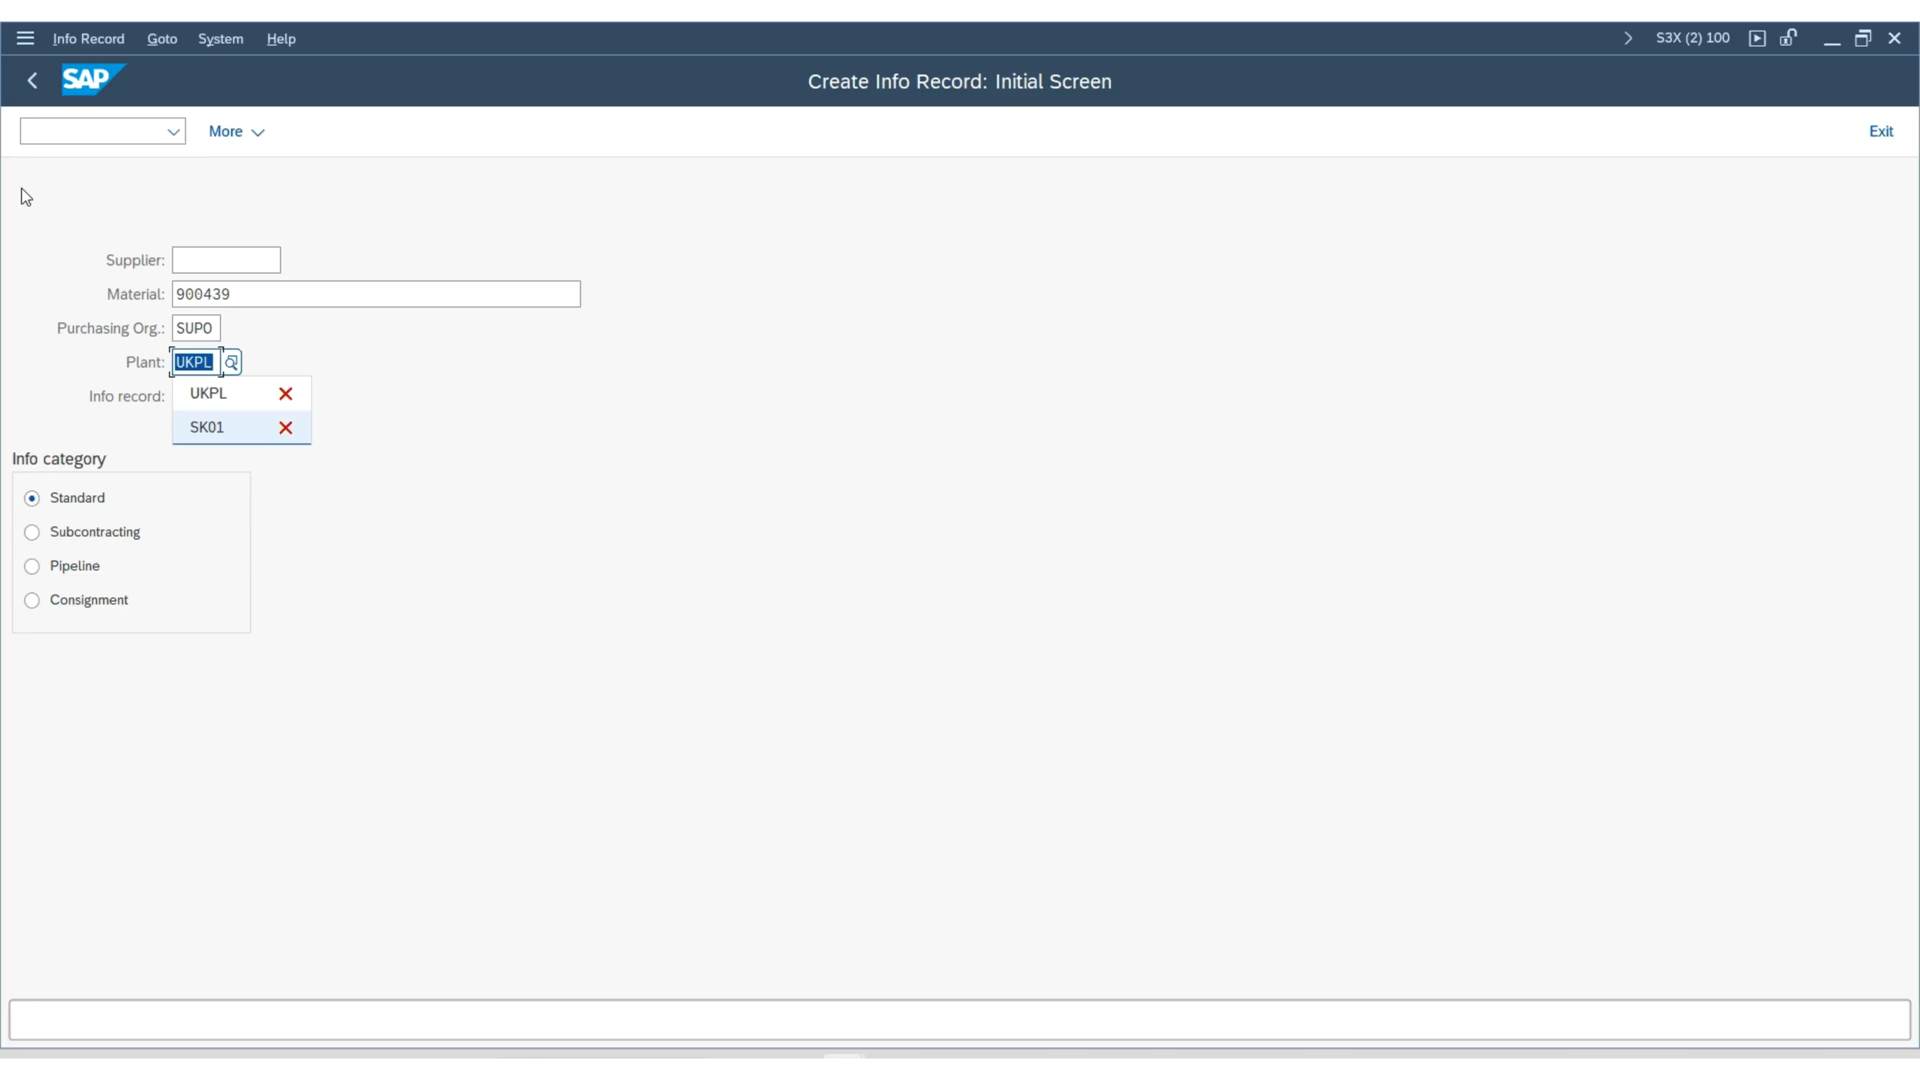 Info Record Goto System Help S3X (2) 100
SAP Create Info Record: Initial Screen
More Exit
Supplier:
Material: 900439
Purchasing Org.: SUPO
Plant: UKPL
Info record: UKPL
SK01
Info category
Standard
Subcontracting
Pipeline
Consignment